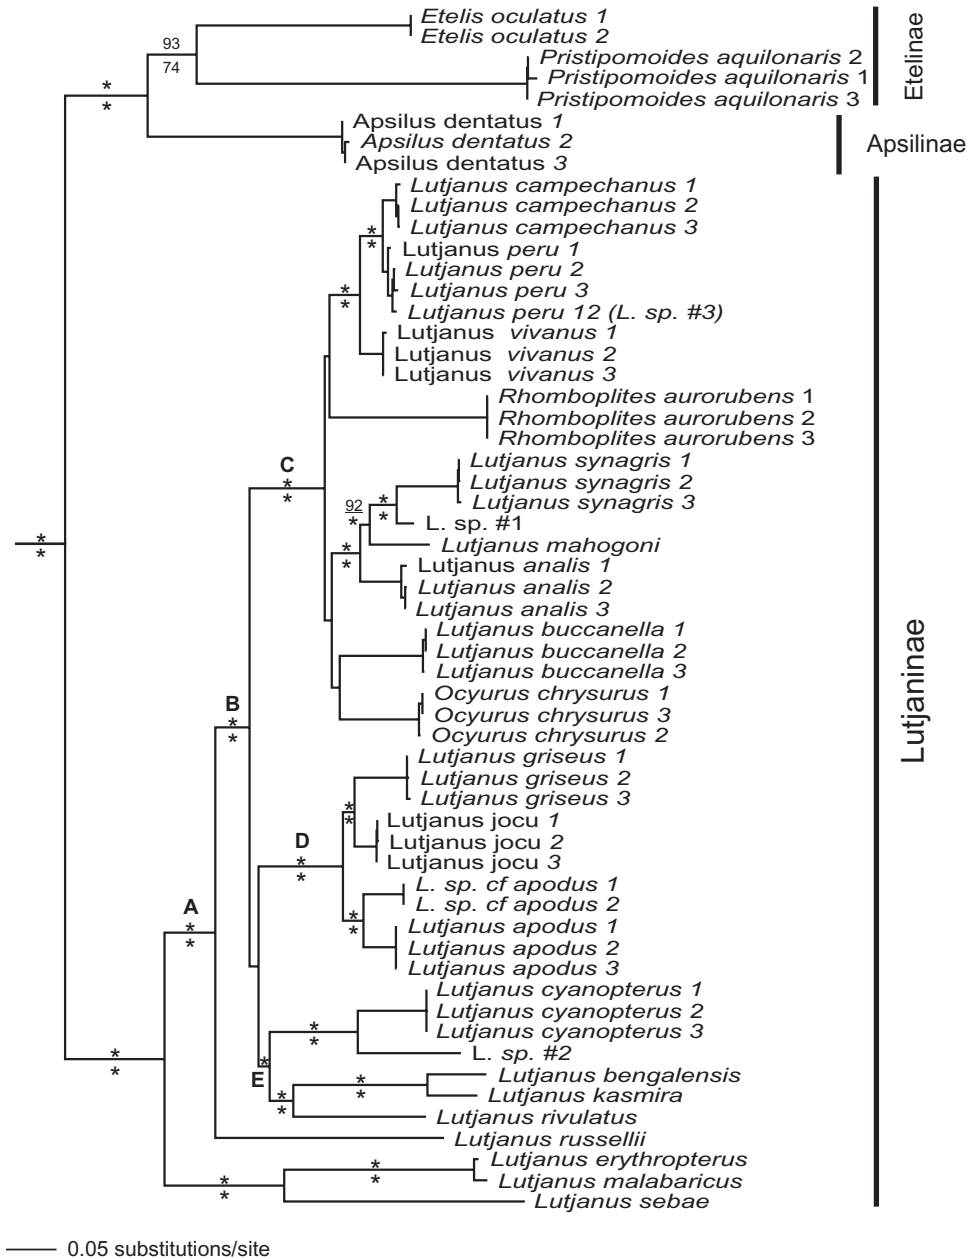 Etelis oculatus 1
Etelis oculatus 2
93
74
Pristipomoides aquilonaris 2
Pristipomoides aquilonaris 1
Pristipomoides aquilonaris 3
Etelinae
* *
Apsilus dentatus 1
Apsilus dentatus 2
Apsilus dentatus 3
Apsilinae
Lutjanus campechanus 1
Lutjanus campechanus 2
Lutjanus campechanus 3
* *
Lutjanus peru 1
Lutjanus peru 2
Lutjanus peru 3
Lutjanus peru 12 (L. sp. #3)
* *
Lutjanus vivanus 1
Lutjanus vivanus 2
Lutjanus vivanus 3
Rhomboplites aurorubens 1
Rhomboplites aurorubens 2
Rhomboplites aurorubens 3
C
* *
Lutjanus synagris 1
Lutjanus synagris 2
Lutjanus synagris 3
* *
92
*
L. sp. #1
Lutjanus mahogoni
* *
* *
Lutjanus analis 1
Lutjanus analis 2
Lutjanus analis 3
Lutjanus buccanella 1
Lutjanus buccanella 2
Lutjanus buccanella 3
Ocyurus chrysurus 1
Ocyurus chrysurus 3
Ocyurus chrysurus 2
B
* *
Lutjaninae
Lutjanus griseus 1
Lutjanus griseus 2
Lutjanus griseus 3
* *
Lutjanus jocu 1
Lutjanus jocu 2
Lutjanus jocu 3
D
* *
L. sp. cf apodus 1
L. sp. cf apodus 2
* *
Lutjanus apodus 1
Lutjanus apodus 2
Lutjanus apodus 3
A
* *
Lutjanus cyanopterus 1
Lutjanus cyanopterus 2
Lutjanus cyanopterus 3
* *
L. sp. #2
*
E
* *
Lutjanus bengalensis
Lutjanus kasmira
* *
Lutjanus rivulatus
* *
Lutjanus russellii
Lutjanus erythropterus
Lutjanus malabaricus
* *
* *
Lutjanus sebae
0.05 substitutions/site